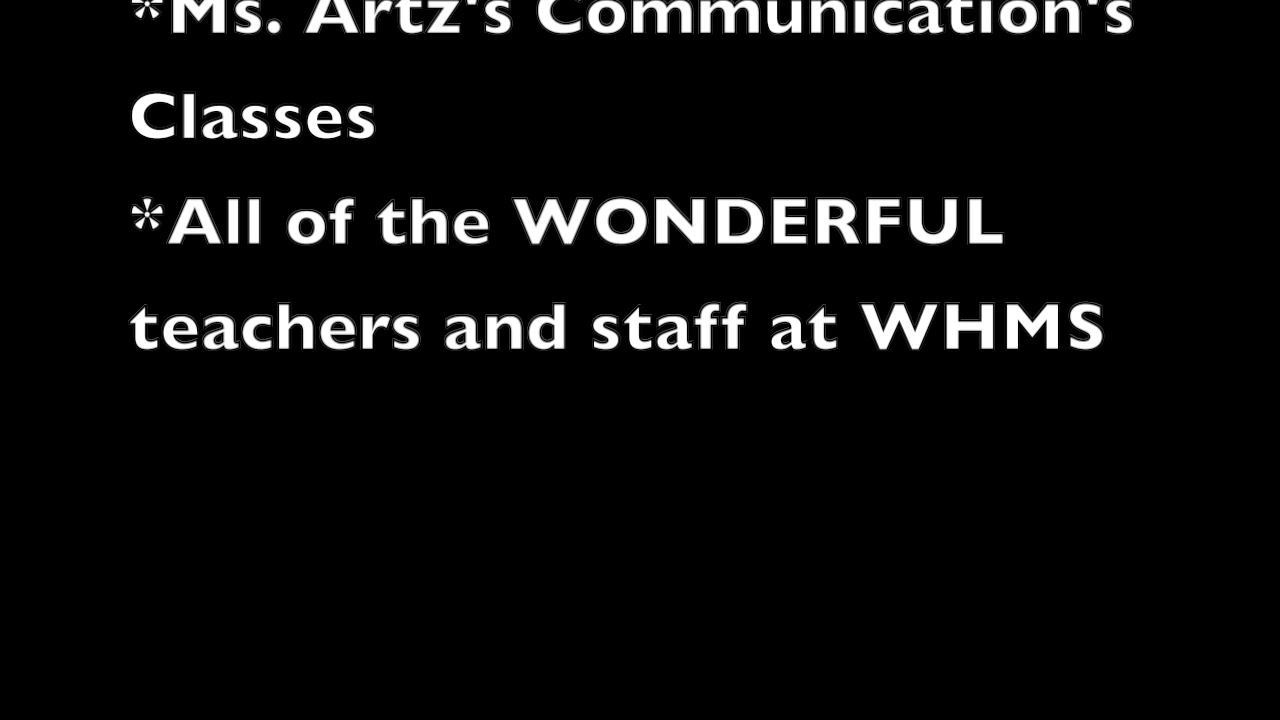 *Ms. Artz's Communication's
Classes
*All of the WONDERFUL
teachers and staff at WHMS